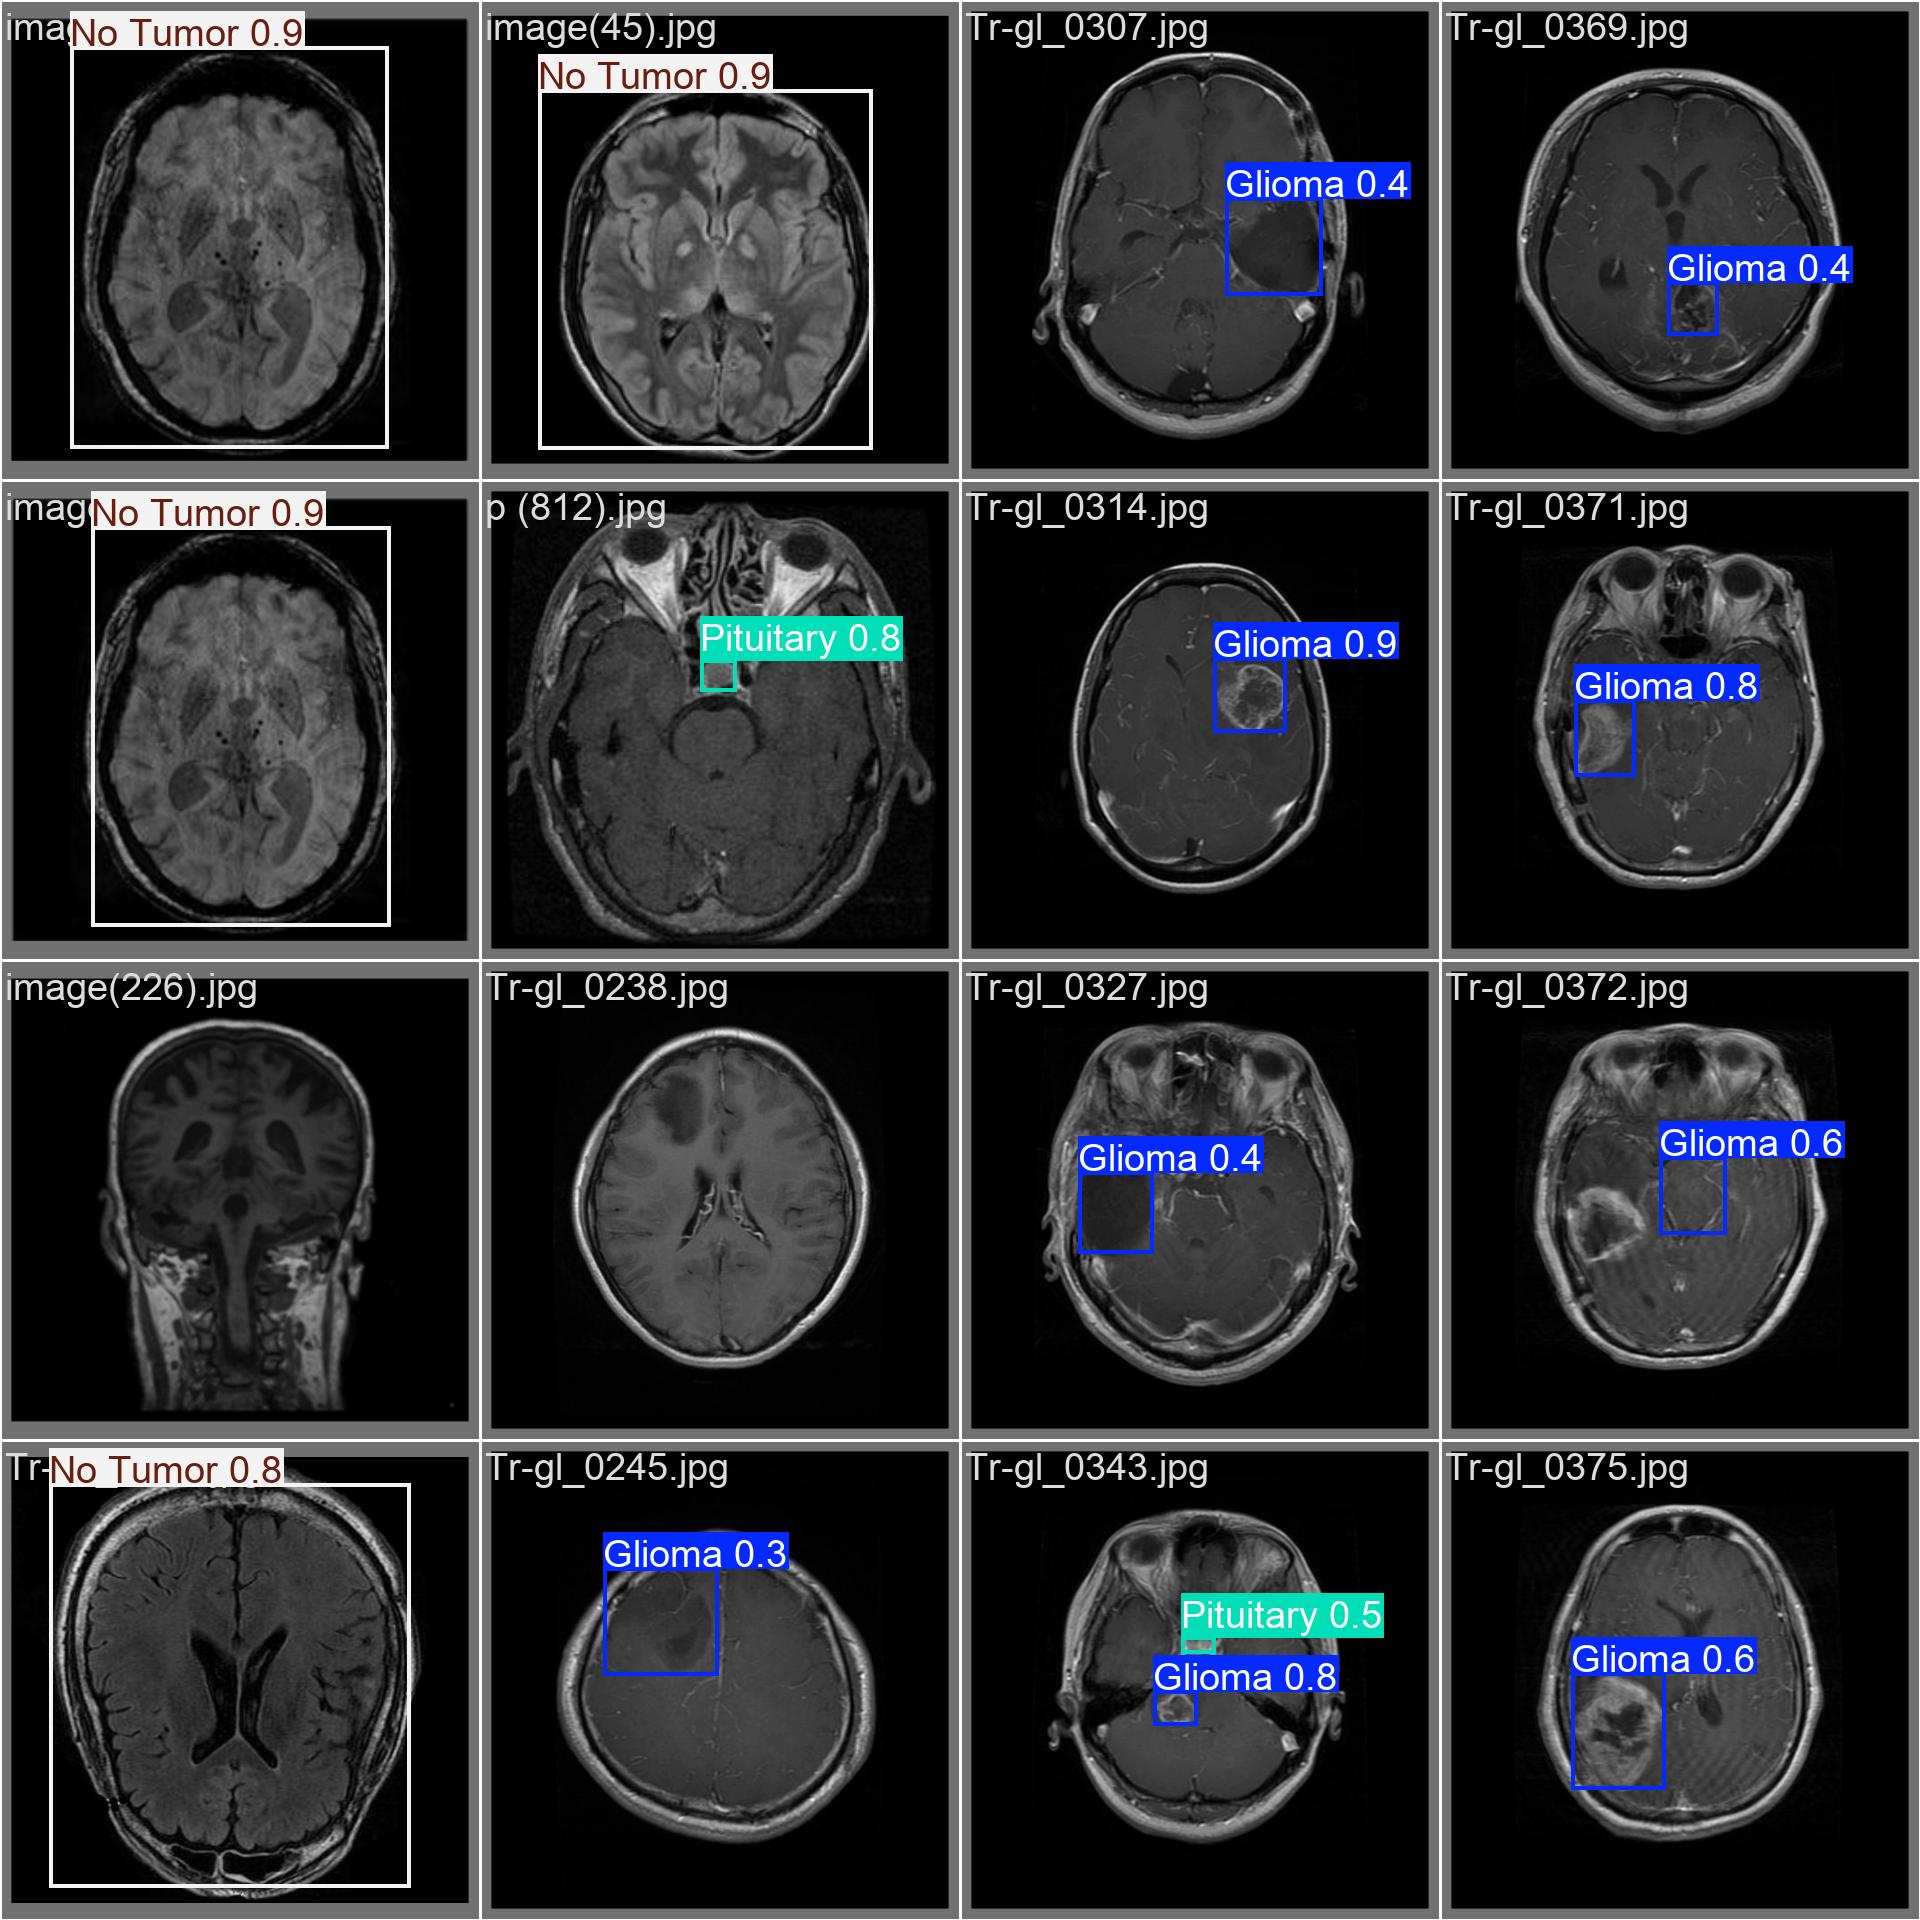 No Tumor 0.9
image(45).jpg
No Tumor 0.9
Tr-gl_0307.jpg
Glioma 0.4
Tr-gl_0369.jpg
Glioma 0.4
No Tumor 0.9
p (812).jpg
Pituitary 0.8
Tr-gl_0314.jpg
Glioma 0.9
Tr-gl_0371.jpg
Glioma 0.8
image(226).jpg
Tr-gl_0238.jpg
Tr-gl_0327.jpg
Glioma 0.4
Tr-gl_0372.jpg
Glioma 0.6
No Tumor 0.8
Tr-gl_0245.jpg
Glioma 0.3
Tr-gl_0343.jpg
Pituitary 0.5
Glioma 0.8
Tr-gl_0375.jpg
Glioma 0.6